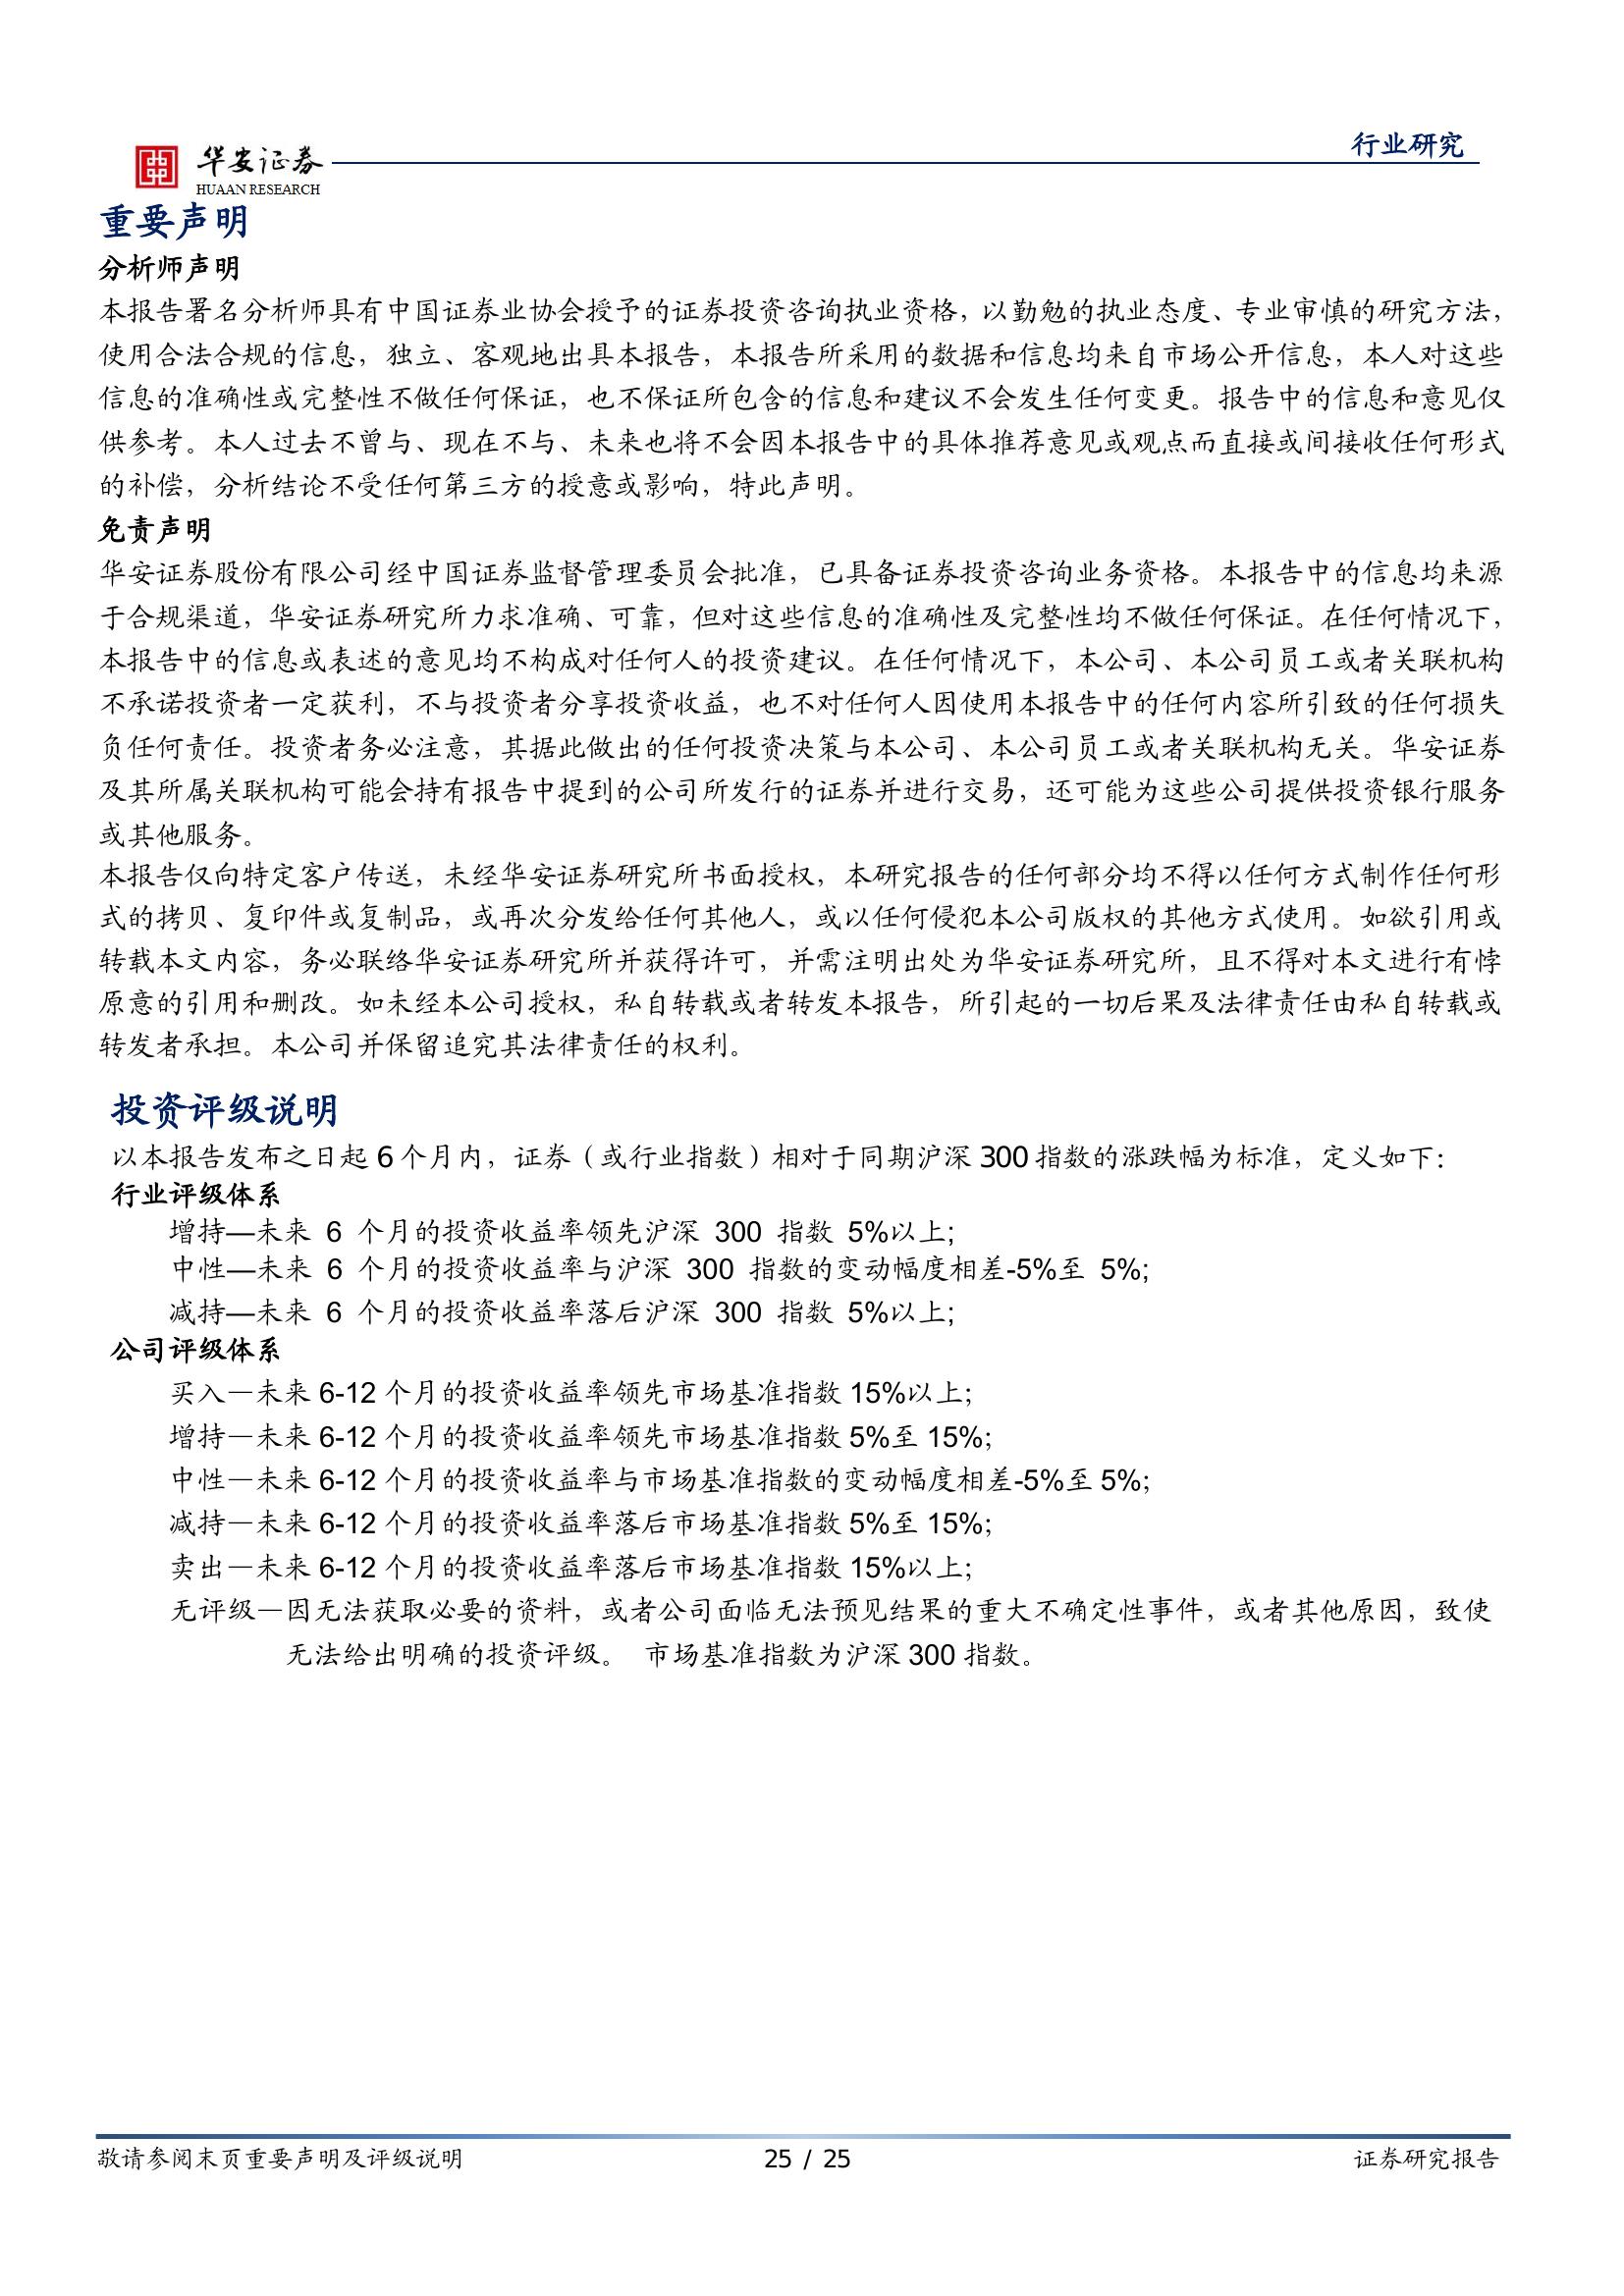 行业研究
华安证券
HUAAN RESEARCH
重要声明
分析师声明
本报告署名分析师具有中国证券业协会授予的证券投资咨询执业资格，以勤勉的执业态度、专业审慎的研究方法，
使用合法合规的信息，独立、客观地出具本报告，本报告所采用的数据和信息均来自市场公开信息，本人对这些
信息的准确性或完整性不做任何保证，也不保证所包含的信息和建议不会发生任何变更。报告中的信息和意见仅
供参考。本人过去不曾与、现在不与、未来也将不会因本报告中的具体推荐意见或观点而直接或间接收任何形式
的补偿，分析结论不受任何第三方的授意或影响，特此声明。
免责声明
华安证券股份有限公司经中国证券监督管理委员会批准，已具备证券投资咨询业务资格。本报告中的信息均来源
于合规渠道，华安证券研究所力求准确、可靠，但对这些信息的准确性及完整性均不做任何保证。在任何情况下，
本报告中的信息或表述的意见均不构成对任何人的投资建议。在任何情况下，本公司、本公司员工或者关联机构
不承诺投资者一定获利，不与投资者分享投资收益，也不对任何人因使用本报告中的任何内容所引致的任何损失
负任何责任。投资者务必注意，其据此做出的任何投资决策与本公司、本公司员工或者关联机构无关。华安证券
及其所属关联机构可能会持有报告中提到的公司所发行的证券并进行交易，还可能为这些公司提供投资银行服务
或其他服务。
本报告仅向特定客户传送，未经华安证券研究所书面授权，本研究报告的任何部分均不得以任何方式制作任何形
式的拷贝、复印件或复制品，或再次分发给任何其他人，或以任何侵犯本公司版权的其他方式使用。如欲引用或
转载本文内容，务必联络华安证券研究所并获得许可，并需注明出处为华安证券研究所，且不得对本文进行有悖
原意的引用和删改。如未经本公司授权，私自转载或者转发本报告，所引起的一切后果及法律责任由私自转载或
转发者承担。本公司并保留追究其法律责任的权利。
投资评级说明
以本报告发布之日起 6 个月内，证券（或行业指数）相对于同期沪深 300 指数的涨跌幅为标准，定义如下：
行业评级体系
增持—未来 6 个月的投资收益率领先沪深 300 指数 5%以上;
中性—未来 6 个月的投资收益率与沪深 300 指数的变动幅度相差-5%至 5%;
减持—未来 6 个月的投资收益率落后沪深 300 指数 5%以上;
公司评级体系
买入—未来 6-12 个月的投资收益率领先市场基准指数 15%以上;
增持—未来 6-12 个月的投资收益率领先市场基准指数 5%至 15%;
中性—未来 6-12 个月的投资收益率与市场基准指数的变动幅度相差-5%至 5%;
减持—未来 6-12 个月的投资收益率落后市场基准指数 5%至 15%;
卖出—未来 6-12 个月的投资收益率落后市场基准指数 15%以上;
无评级—因无法获取必要的资料，或者公司面临无法预见结果的重大不确定性事件，或者其他原因，致使
无法给出明确的投资评级。 市场基准指数为沪深 300 指数。
敬请参阅末页重要声明及评级说明 25 / 25 证券研究报告